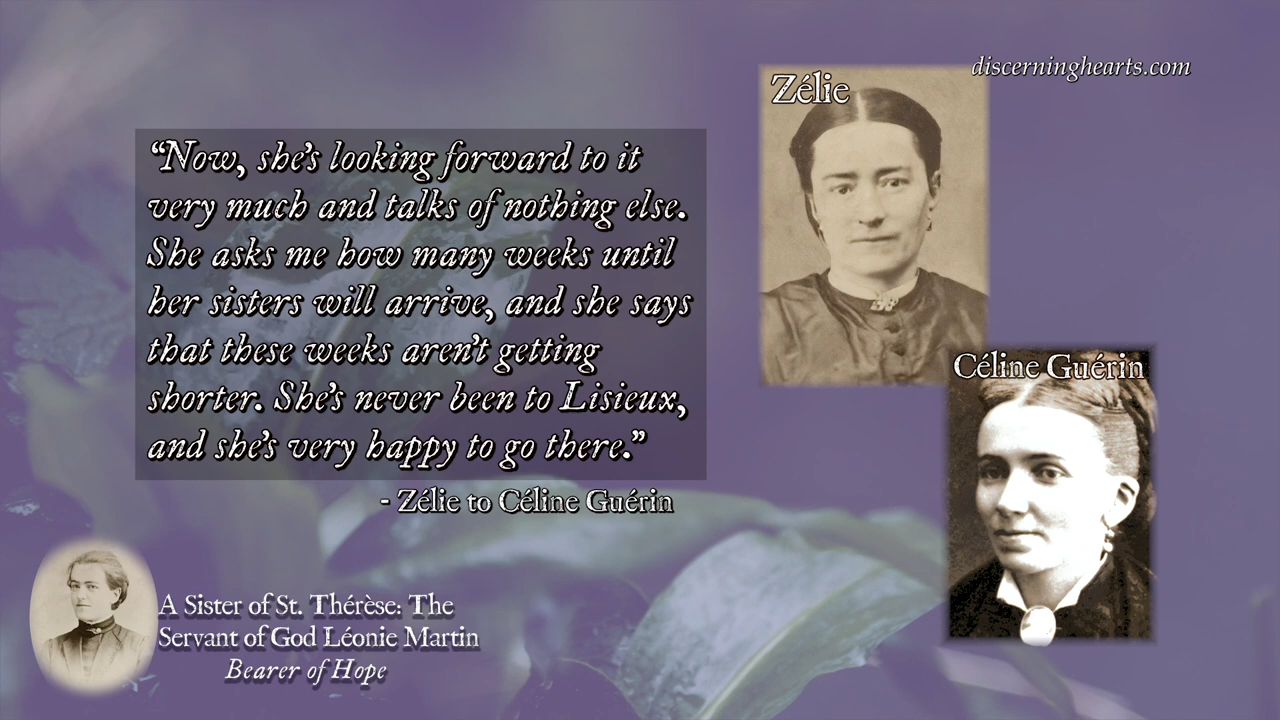 discerninghearts.com
Zélie
“Now, she’s looking forward to it
very much and talks of nothing else.
She asks me how many weeks until
her sisters will arrive, and she says
that these weeks aren’t getting
shorter. She’s never been to Lisieux,
and she’s very happy to go there.”
- Zélie to Céline Guérin
Céline Guérin
A Sister of St. Thérèse: The
Servant of God Léonie Martin
Bearer of Hope